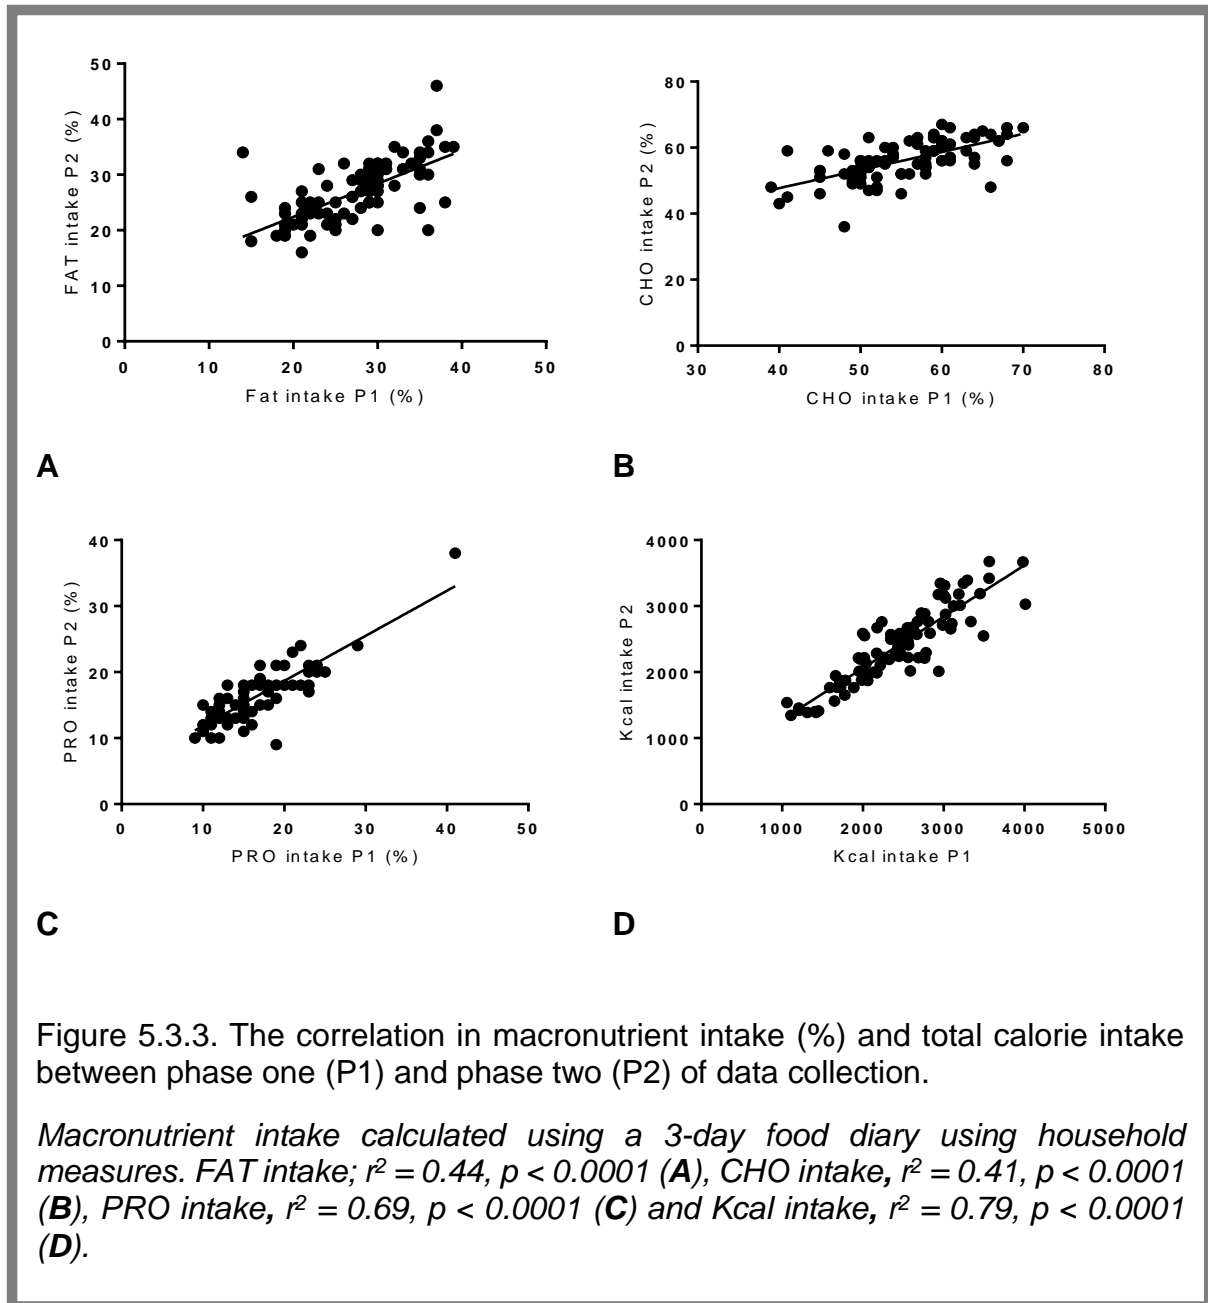 50
40
30
20
10
0
FAT intake P2 (%)
0 10 20 30 40 50
Fat intake P1 (%)
80
60
40
20
0
CHO intake P2 (%)
30 40 50 60 70 80
CHO intake P1 (%)
A
B
40
30
20
10
0
PRO intake P2 (%)
0 10 20 30 40 50
PRO intake P1 (%)
4000
3000
2000
1000
0
Kcal intake P2
0 1000 2000 3000 4000 5000
Kcal intake P1
C
D
Figure 5.3.3. The correlation in macronutrient intake (%) and total calorie intake
between phase one (P1) and phase two (P2) of data collection.
Macronutrient intake calculated using a 3-day food diary using household
measures. FAT intake; r² = 0.44, p < 0.0001 (A), CHO intake, r² = 0.41, p < 0.0001
(B), PRO intake, r² = 0.69, p < 0.0001 (C) and Kcal intake, r² = 0.79, p < 0.0001
(D).